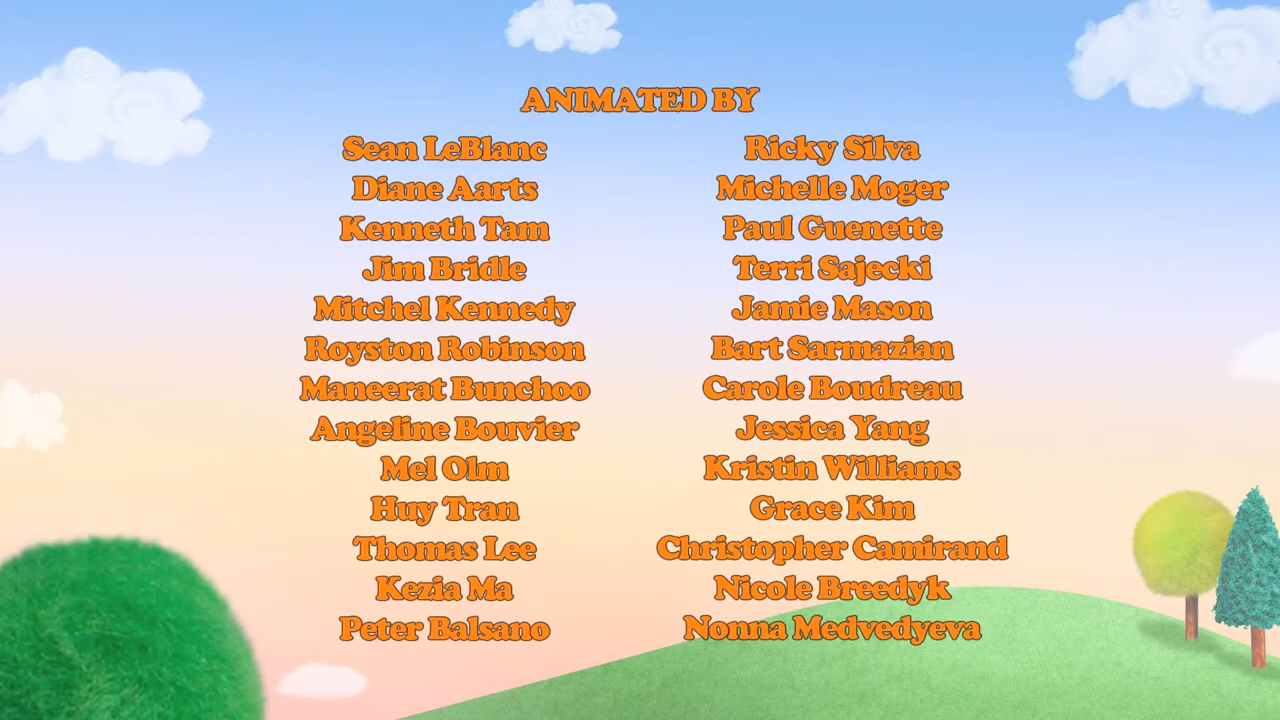 ANIMATED BY
Sean LeBlanc
Diane Aarts
Kenneth Tam
Jim Bridle
Mitchel Kennedy
Royston Robinson
Maneerat Bunchoo
Angeline Bouvier
Mel Olm
Huy Tran
Thomas Lee
Kezia Ma
Peter Balsano
Ricky Silva
Michelle Moger
Paul Guenette
Terri Sajecki
Jamie Mason
Bart Sarmazian
Carole Boudreau
Jessica Yang
Kristin Williams
Grace Kim
Christopher Camirand
Nicole Breedyk
Nonna Medvedyeva